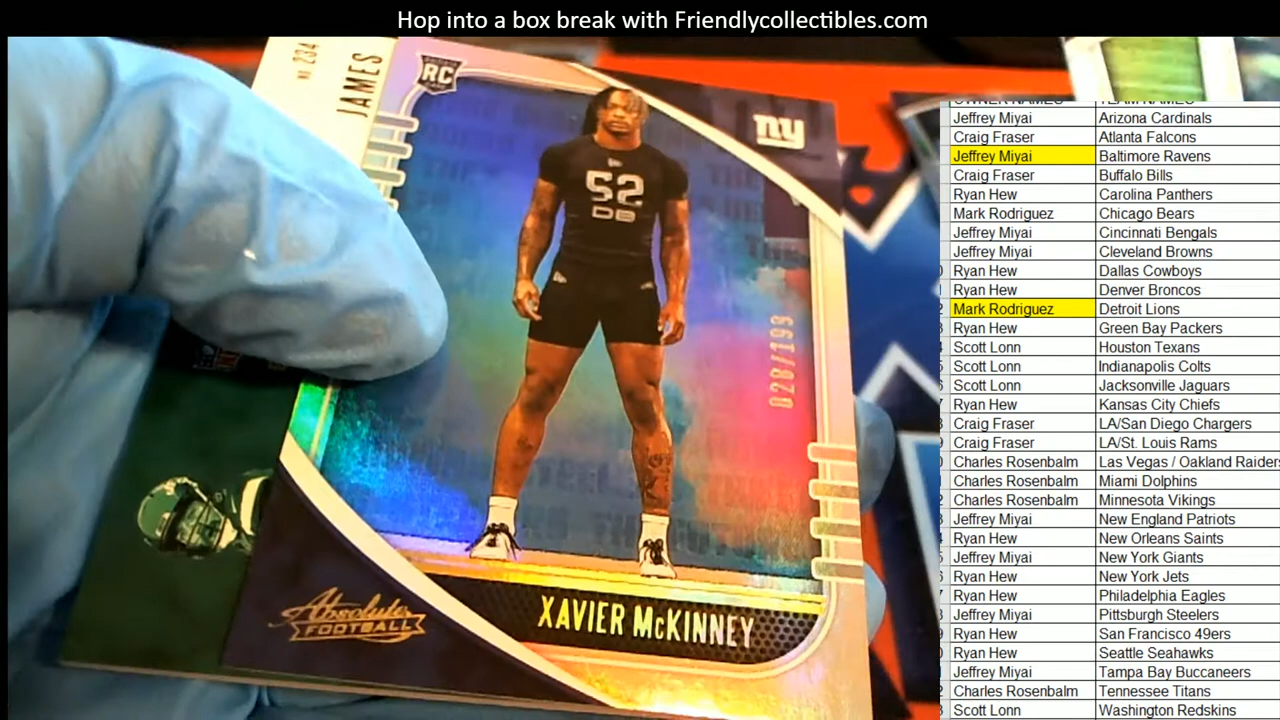 Hop into a box break with Friendlycollectibles.com
No. 234
JAMES
RC
ny
52
DB
028/199
XAVIER McKINNEY
Absolute
FOOTBALL
OWNER NAMES TEAM NAMES
Jeffrey Miyai Arizona Cardinals
Craig Fraser Atlanta Falcons
Jeffrey Miyai Baltimore Ravens
Craig Fraser Buffalo Bills
Ryan Hew Carolina Panthers
Mark Rodriguez Chicago Bears
Jeffrey Miyai Cincinnati Bengals
Jeffrey Miyai Cleveland Browns
Ryan Hew Dallas Cowboys
Ryan Hew Denver Broncos
Mark Rodriguez Detroit Lions
Ryan Hew Green Bay Packers
Scott Lonn Houston Texans
Scott Lonn Indianapolis Colts
Scott Lonn Jacksonville Jaguars
Ryan Hew Kansas City Chiefs
Craig Fraser LA/San Diego Chargers
Craig Fraser LA/St. Louis Rams
Charles Rosenbalm Las Vegas / Oakland Raiders
Charles Rosenbalm Miami Dolphins
Charles Rosenbalm Minnesota Vikings
Jeffrey Miyai New England Patriots
Ryan Hew New Orleans Saints
Jeffrey Miyai New York Giants
Ryan Hew New York Jets
Ryan Hew Philadelphia Eagles
Jeffrey Miyai Pittsburgh Steelers
Ryan Hew San Francisco 49ers
Ryan Hew Seattle Seahawks
Jeffrey Miyai Tampa Bay Buccaneers
Charles Rosenbalm Tennessee Titans
Scott Lonn Washington Redskins